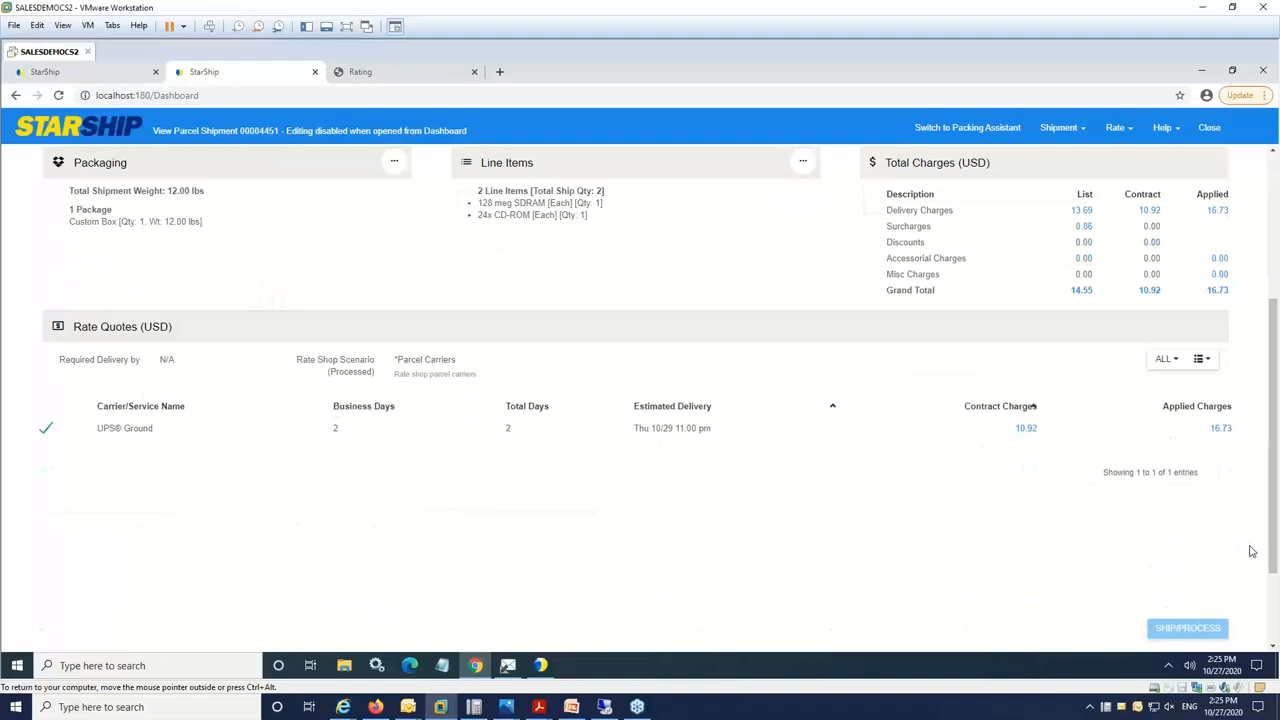 SALESDEMOCS2 - VMware Workstation
File Edit View VM Tabs Help
SALESDEMOCS2
StarShip StarShip Rating
localhost:180/Dashboard Update
STARSHIP View Parcel Shipment 00004451 - Editing disabled when opened from Dashboard Switch to Packing Assistant Shipment Rate Help Close
Packaging Line Items Total Charges (USD)
Total Shipment Weight: 12.00 lbs
1 Package
Custom Box [Qty: 1, Wt: 12.00 lbs]
2 Line Items [Total Ship Qty: 2]
128 meg SDRAM [Each] [Qty: 1]
24x CD-ROM [Each] [Qty: 1]
Description List Contract Applied
Delivery Charges 13.69 10.92 16.73
Surcharges 0.86 0.00
Discounts 0.00 0.00
Accessorial Charges 0.00 0.00 0.00
Misc Charges 0.00 0.00 0.00
Grand Total 14.55 10.92 16.73
Rate Quotes (USD)
Required Delivery by N/A Rate Shop Scenario *Parcel Carriers ALL
(Processed) Rate shop parcel carriers
Carrier/Service Name Business Days Total Days Estimated Delivery Contract Charges Applied Charges
UPS® Ground 2 2 Thu 10/29 11:00 pm 10.92 16.73
Showing 1 to 1 of 1 entries
SHIP/PROCESS
Type here to search 2:25 PM
10/27/2020
To return to your computer, move the mouse pointer outside or press Ctrl+Alt.
Type here to search ENG 2:25 PM
10/27/2020